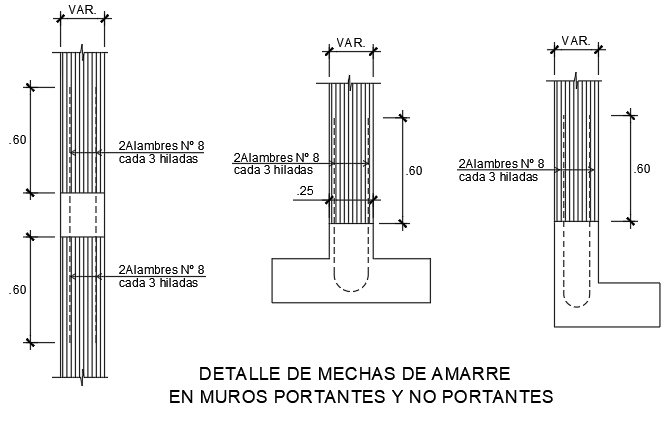 VAR.
.60
2Alambres Nº 8
cada 3 hiladas
.60
2Alambres Nº 8
cada 3 hiladas
VAR.
2Alambres Nº 8
cada 3 hiladas
.60
.25
VAR.
2Alambres Nº 8
cada 3 hiladas
.60
DETALLE DE MECHAS DE AMARRE
EN MUROS PORTANTES Y NO PORTANTES